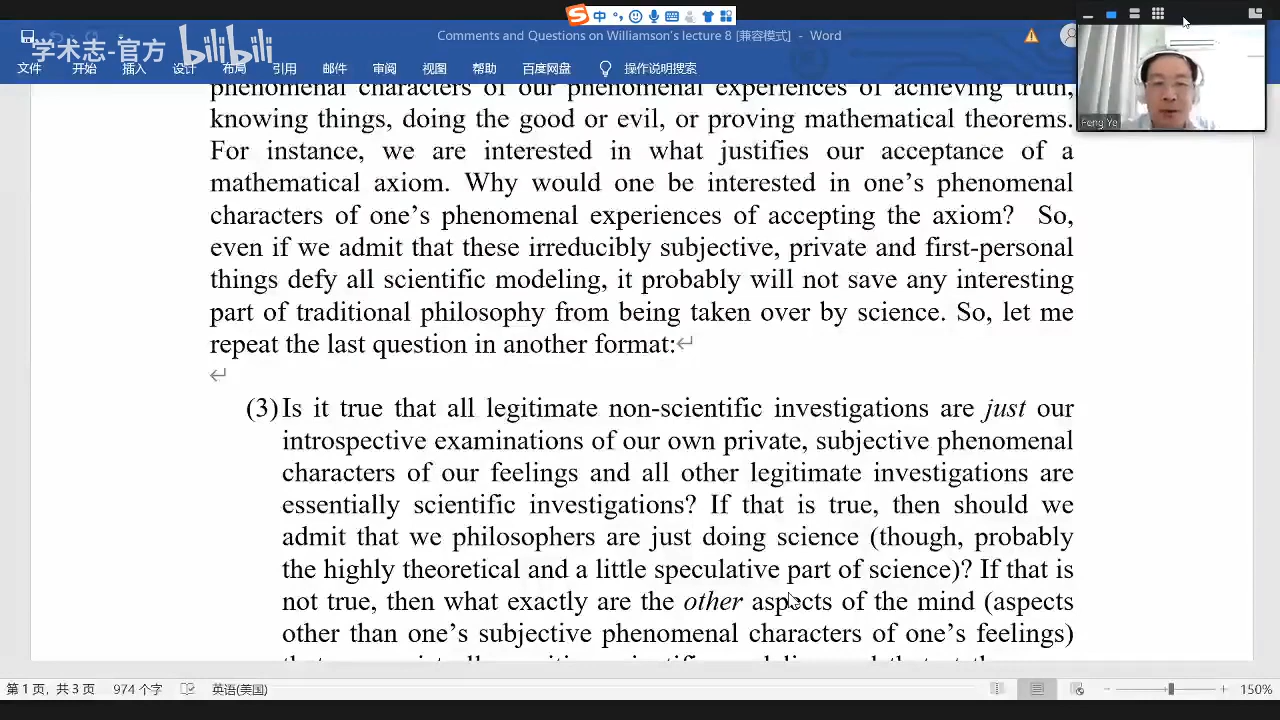 中
Comments and Questions on Williamson's lecture 8 [兼容模式] - Word
学术志-官方 bilibili
文件 开始 插入 设计 布局 引用 邮件 审阅 视图 帮助 百度网盘 操作说明搜索
phenomenal characters of our phenomenal experiences of achieving truth,
knowing things, doing the good or evil, or proving mathematical theorems.
For instance, we are interested in what justifies our acceptance of a
mathematical axiom. Why would one be interested in one's phenomenal
characters of one's phenomenal experiences of accepting the axiom? So,
even if we admit that these irreducibly subjective, private and first-personal
things defy all scientific modeling, it probably will not save any interesting
part of traditional philosophy from being taken over by science. So, let me
repeat the last question in another format:
(3) Is it true that all legitimate non-scientific investigations are just our
introspective examinations of our own private, subjective phenomenal
characters of our feelings and all other legitimate investigations are
essentially scientific investigations? If that is true, then should we
admit that we philosophers are just doing science (though, probably
the highly theoretical and a little speculative part of science)? If that is
not true, then what exactly are the other aspects of the mind (aspects
other than one's subjective phenomenal characters of one's feelings)
Feng Ye
第 1 页，共 3 页 974 个字 英语(美国) 150%